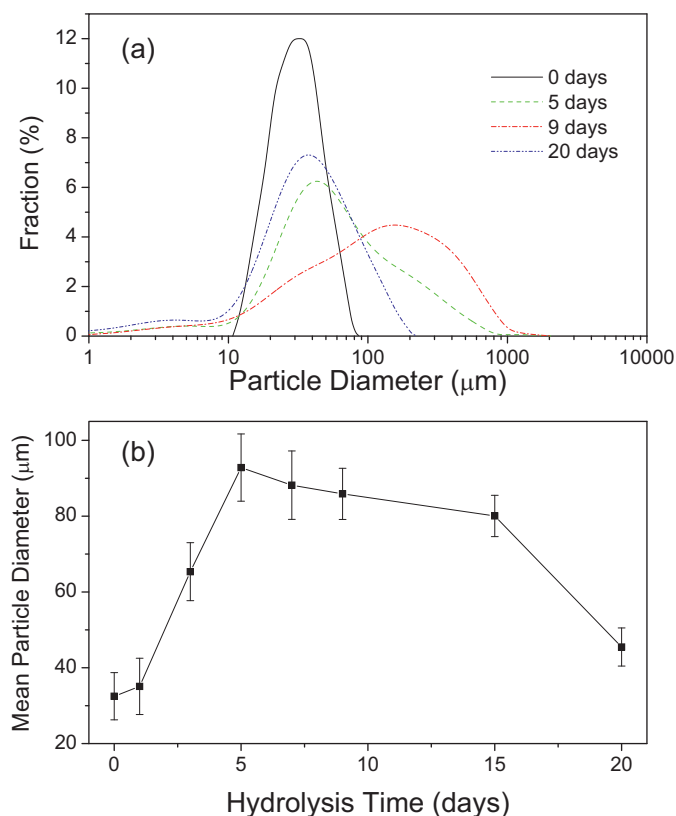 (a)
0 days
5 days
9 days
20 days
Fraction (%)
12
10
8
6
4
2
0
1 10 100 1000 10000
Particle Diameter (μm)
(b)
Mean Particle Diameter (μm)
100
80
60
40
20
0 5 10 15 20
Hydrolysis Time (days)